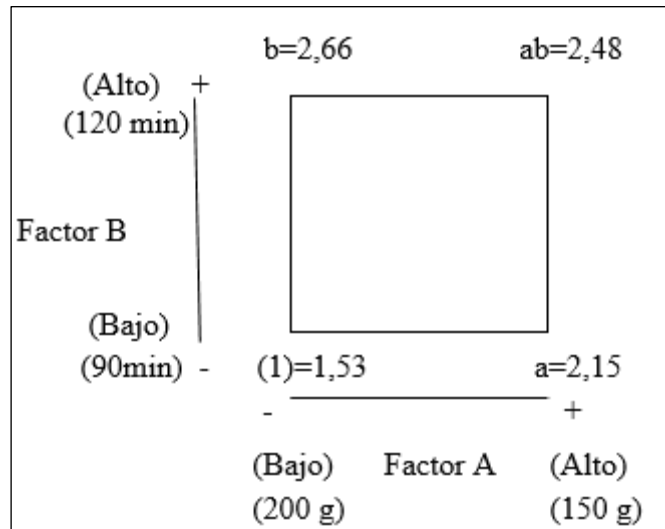 b=2,66 ab=2,48
(Alto) +
(120 min)
Factor B
(Bajo)
(90min) - (1)=1,53 a=2,15
- +
(Bajo) Factor A (Alto)
(200 g) (150 g)